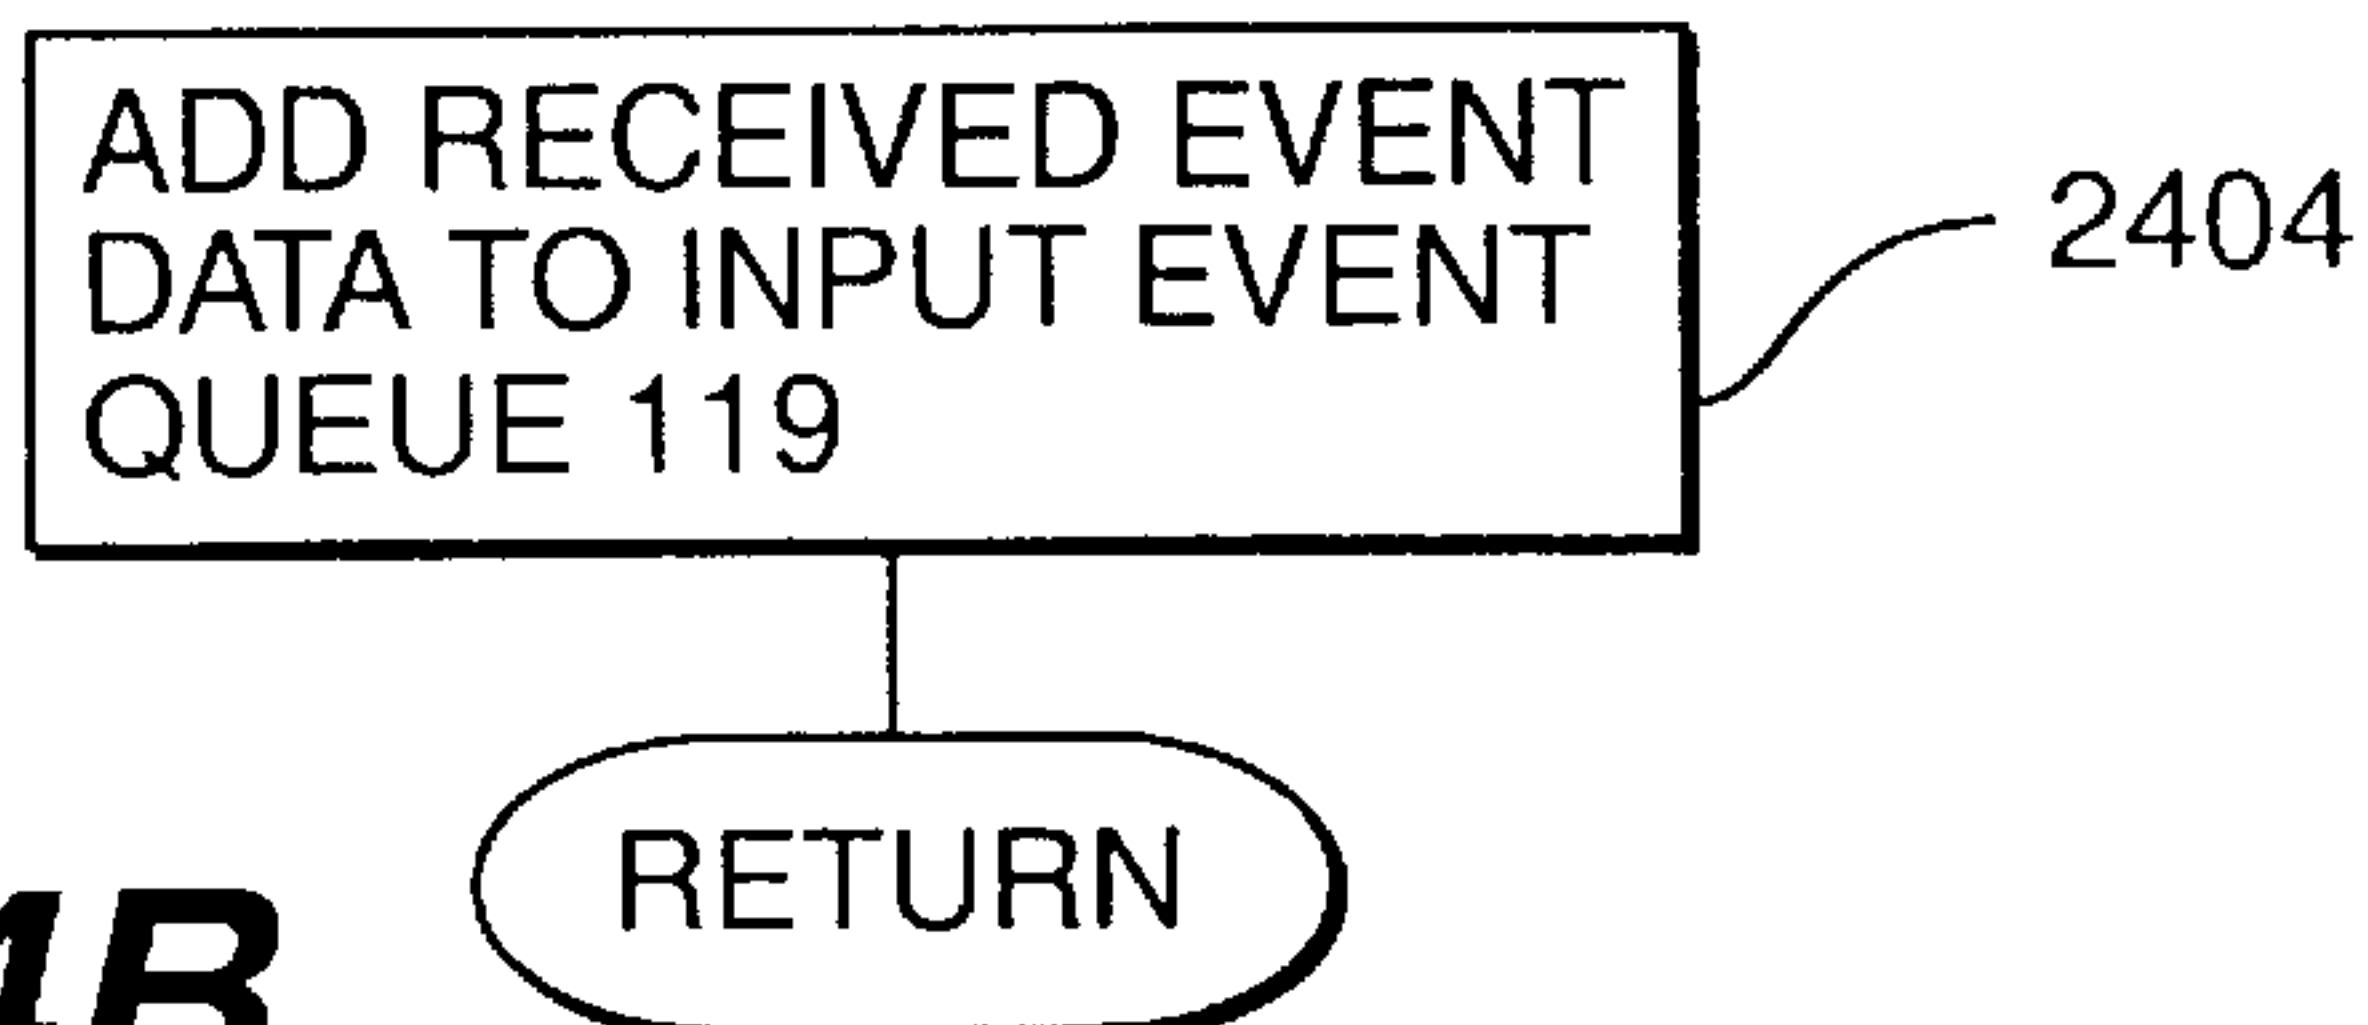 ADD RECEIVED EVENT
DATA TO INPUT EVENT
QUEUE 119
2404
RETURN